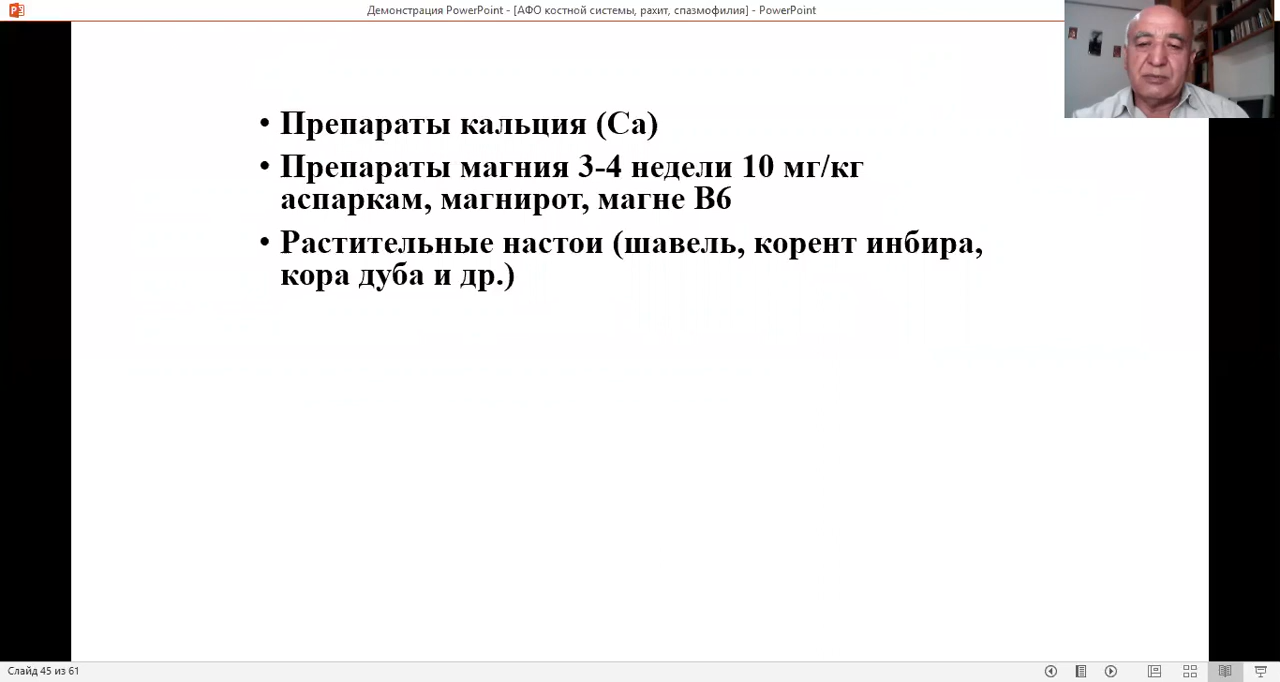 Демонстрация PowerPoint - [АФО костной системы, рахит, спазмофилия] - PowerPoint
• Препараты кальция (Са)
• Препараты магния 3-4 недели 10 мг/кг
аспаркам, магнирот, магне В6
• Растительные настои (шавель, корент инбира,
кора дуба и др.)
Слайд 45 из 61